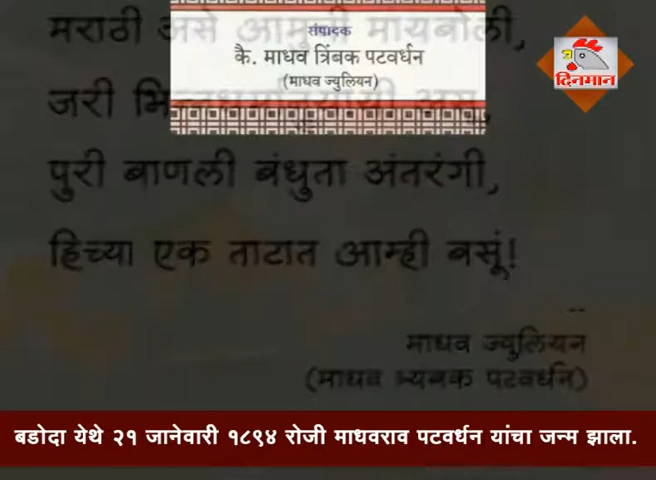 मराठी असे आमुची मायबोली,
संपादक
कै. माधव त्रिंबक पटवर्धन
(माधव ज्युलियन)
दिनमान
जरी
पुरी बाणली बंधुता अंतरंगी,
हिच्या एक ताटात आम्ही बसूं!
--
माधव ज्युलियन
(माधव त्र्यंबक पटवर्धन)
बडोदा येथे २१ जानेवारी १८९४ रोजी माधवराव पटवर्धन यांचा जन्म झाला.